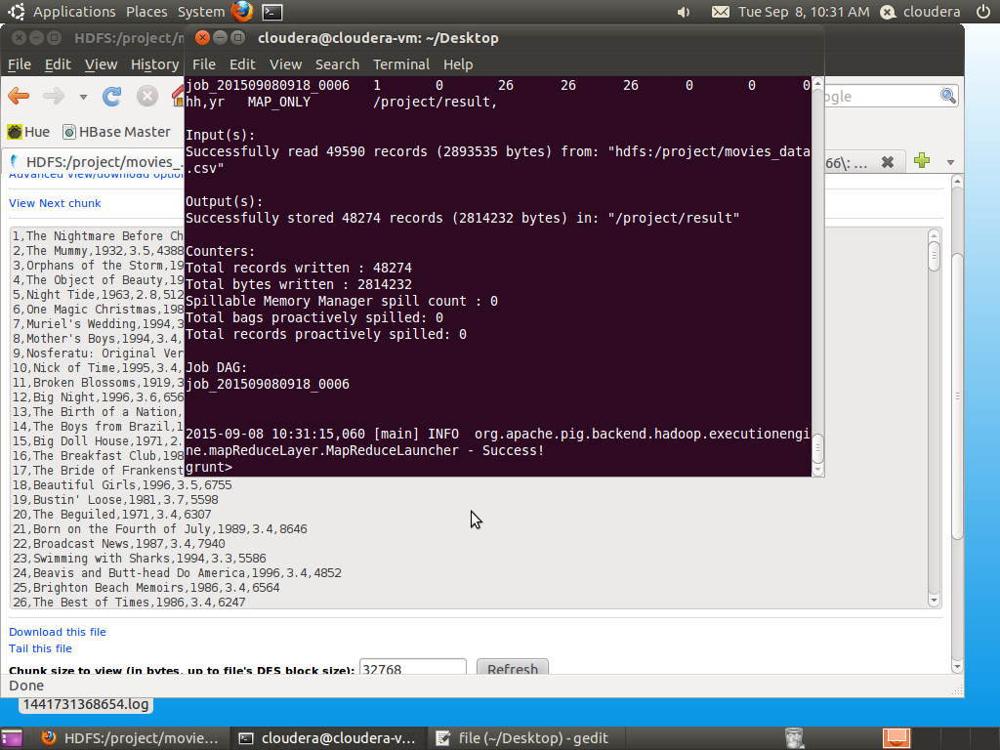 Applications Places System Tue Sep 8, 10:31 AM cloudera
HDFS:/project/n
cloudera@cloudera-vm: ~/Desktop
File Edit View History
File Edit View Search Terminal Help
job_201509080918_0006 1 0 26 26 26 0 0 0
hh,yr MAP_ONLY /project/result,
Input(s):
Successfully read 49590 records (2893535 bytes) from: "hdfs:/project/movies_data
.csv"
Output(s):
Successfully stored 48274 records (2814232 bytes) in: "/project/result"
Counters:
Total records written : 48274
Total bytes written : 2814232
Spillable Memory Manager spill count : 0
Total bags proactively spilled: 0
Total records proactively spilled: 0
Job DAG:
job_201509080918_0006
2015-09-08 10:31:15,060 [main] INFO org.apache.pig.backend.hadoop.executionengi
ne.mapReduceLayer.MapReduceLauncher - Success!
grunt>
ogle
Hue HBase Master
HDFS:/project/movies_.
66\: ...
Advanced view/download option
View Next chunk
1,The Nightmare Before Ch
2,The Mummy,1932,3.5,4388
3,Orphans of the Storm,19
4,The Object of Beauty,19
5,Night Tide,1963,2.8,512
6,One Magic Christmas,198
7,Muriel's Wedding,1994,3
8,Mother's Boys,1994,3.4,
9,Nosferatu: Original Ver
10,Nick of Time,1995,3.4,
11,Broken Blossoms,1919,3
12,Big Night,1996,3.6,656
13,The Birth of a Nation,
14,The Boys from Brazil,1
15,Big Doll House,1971,2.
16,The Breakfast Club,198
17,The Bride of Frankenst
18,Beautiful Girls,1996,3.5,6755
19,Bustin' Loose,1981,3.7,5598
20,The Beguiled,1971,3.4,6307
21,Born on the Fourth of July,1989,3.4,8646
22,Broadcast News,1987,3.4,7940
23,Swimming with Sharks,1994,3.3,5586
24,Beavis and Butt-head Do America,1996,3.4,4852
25,Brighton Beach Memoirs,1986,3.4,6564
26,The Best of Times,1986,3.4,6247
Download this file
Tail this file
Chunk size to view (in bytes, up to file's DFS block size): 32768 Refresh
Done
1441731368654.log
HDFS:/project/movie... cloudera@cloudera-v... file (~/Desktop) - gedit